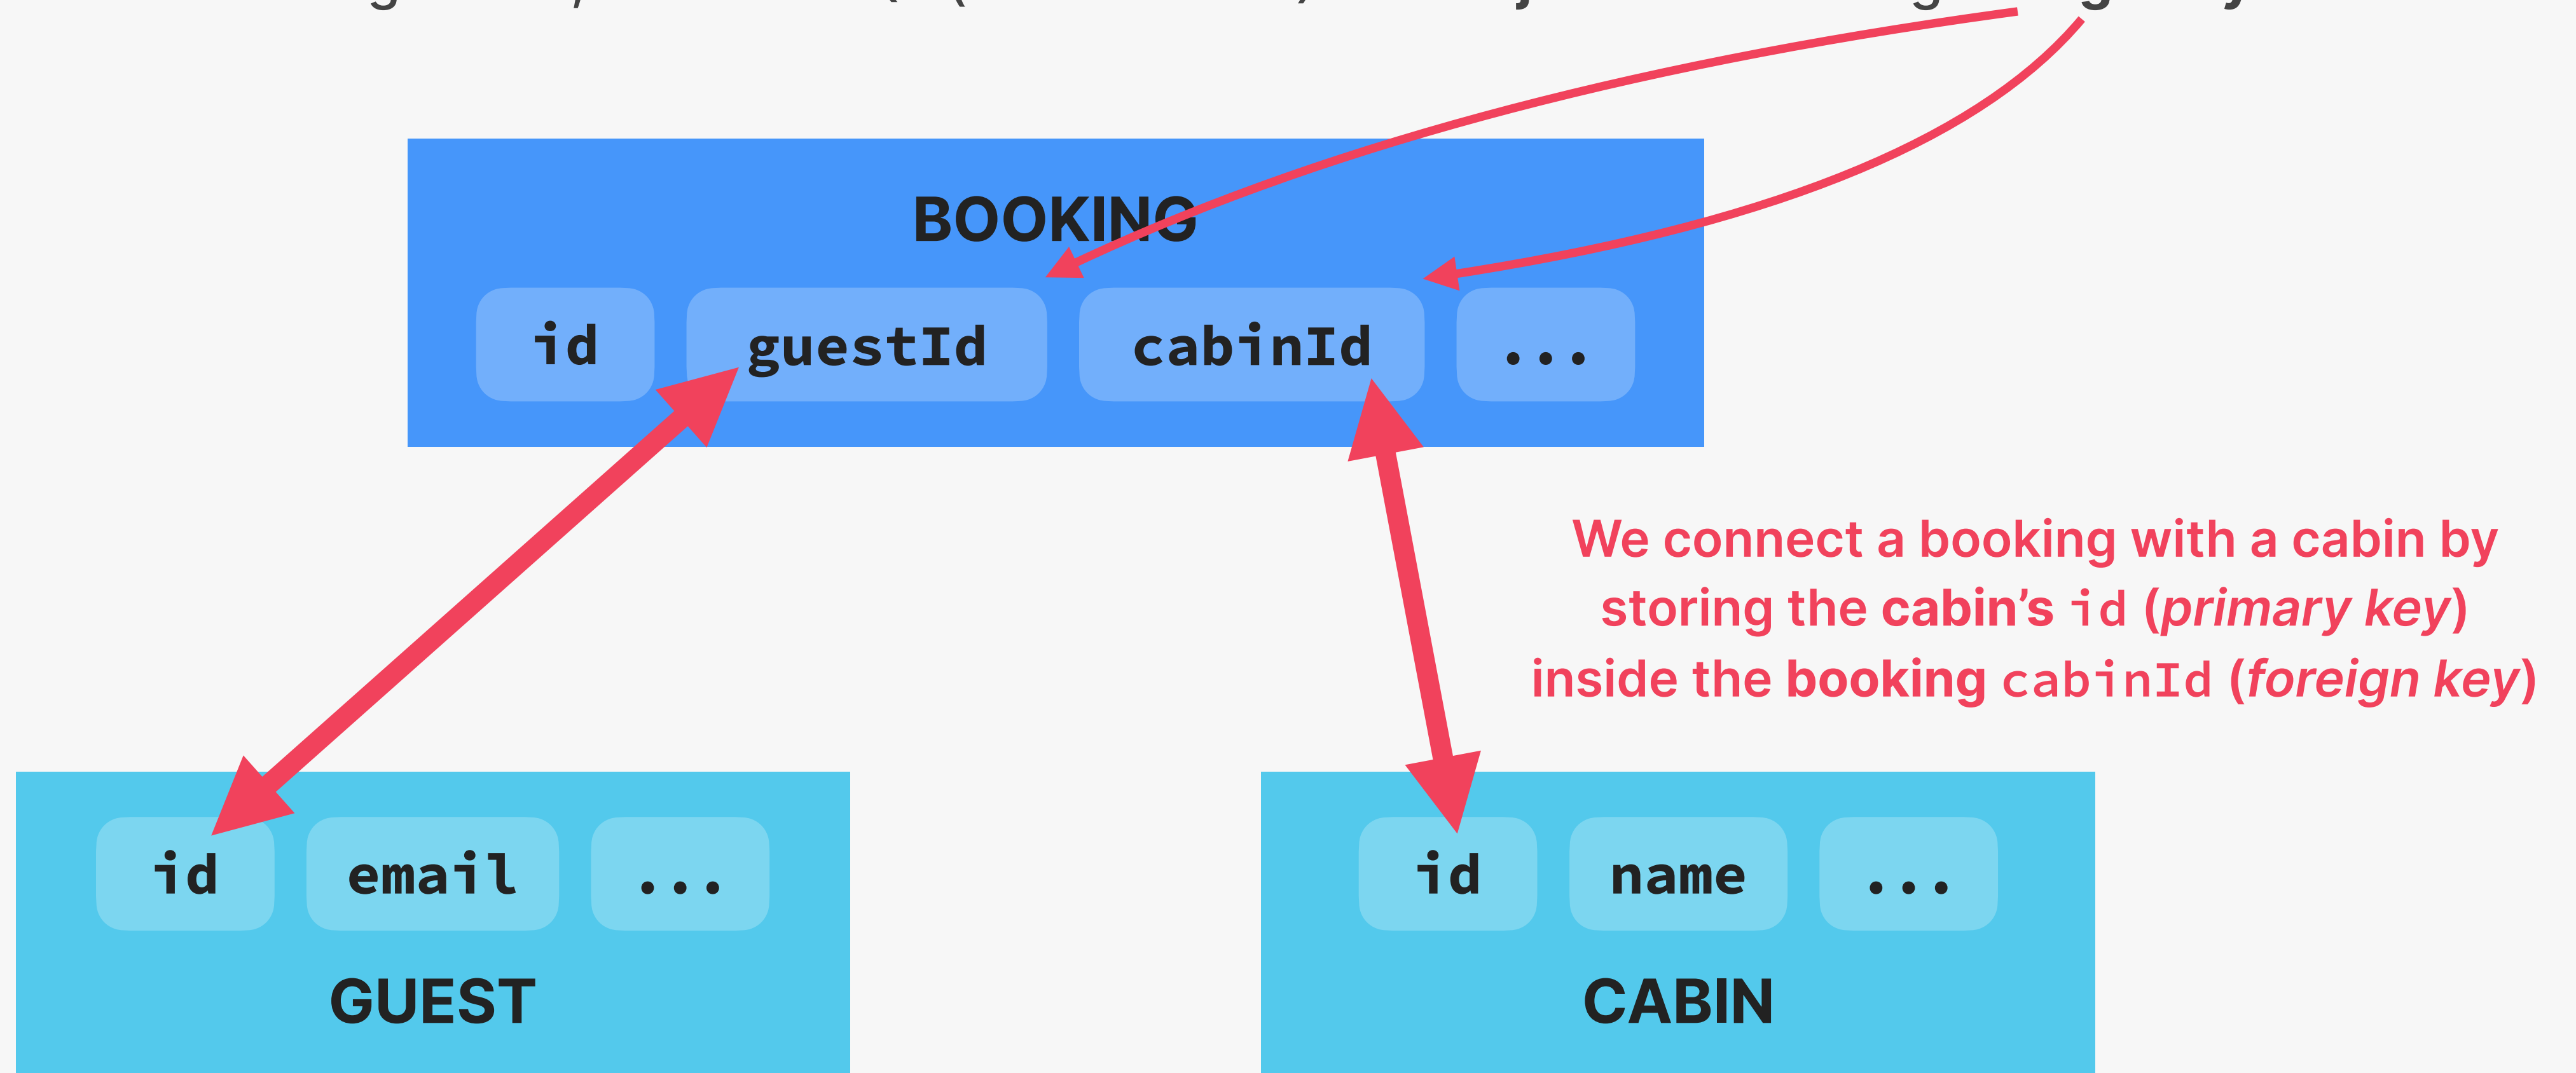 BOOKING
id guestId cabinId ...
We connect a booking with a cabin by
storing the cabin’s id (primary key)
inside the booking cabinId (foreign key)
id email ...
GUEST
id name ...
CABIN